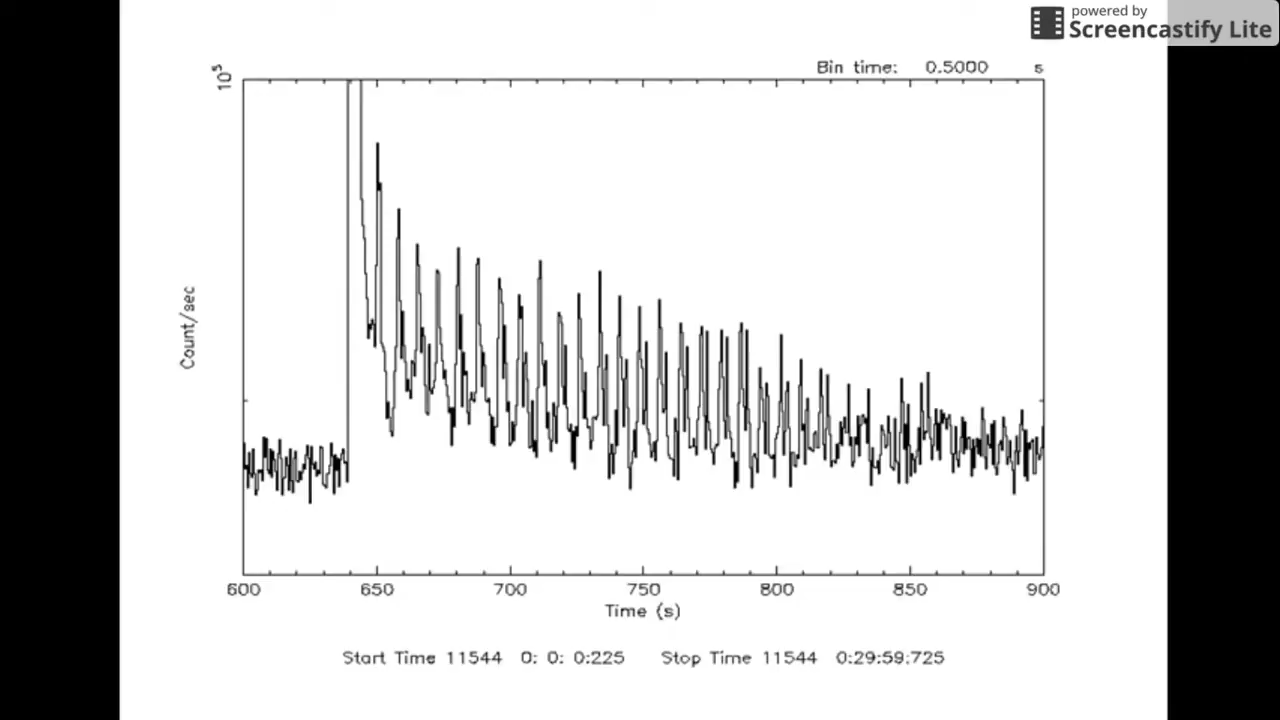 powered by
Screencastify Lite
Bin time: 0.5000 s
10⁵
Count/sec
600 650 700 750 800 850 900
Time (s)
Start Time 11544 0: 0: 0:225 Stop Time 11544 0:29:59:725